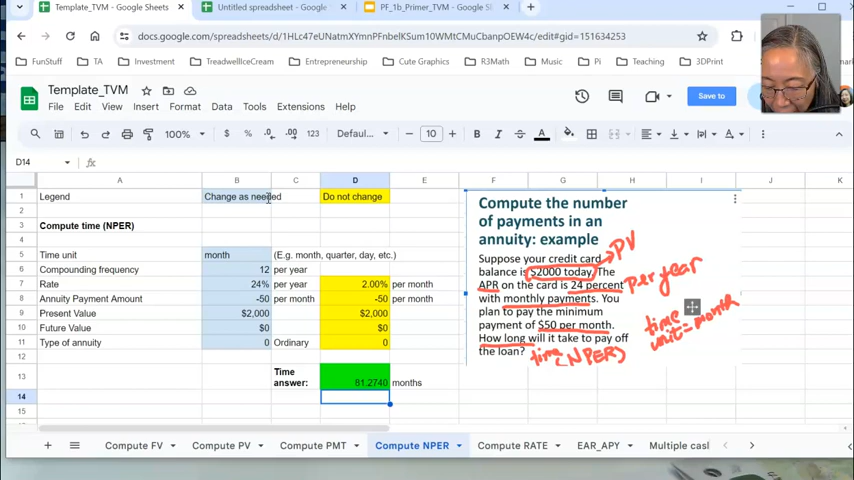 Template_TVM - Google Sheets
Untitled spreadsheet - Google
PF_1b_Primer_TVM - Google Sl
docs.google.com/spreadsheets/d/1HLc47eUNatmXYmnPFnbelKSum10WMtCMuCbanpOEW4c/edit#gid=151634253
FunStuff TA Investment TreadwellIceCream Entrepreneurship Cute Graphics R3Math Music Pi Teaching 3DPrint
Template_TVM
File Edit View Insert Format Data Tools Extensions Help
Save to
100% $ % .0 .00 123 Defaul... 10 B I A
D14 fx
A B C D E F G H I J K
1 Legend Change as needed Do not change
2
3 Compute time (NPER)
4
5 Time unit month (E.g. month, quarter, day, etc.)
6 Compounding frequency 12 per year
7 Rate 24% per year 2.00% per month
8 Annuity Payment Amount -50 per month -50 per month
9 Present Value $2,000 $2,000
10 Future Value $0 $0
11 Type of annuity 0 Ordinary 0
12
13 Time answer: 81.2740 months
14
15
Compute the number
of payments in an
annuity: example
Suppose your credit card
balance is $2000 today. The
APR on the card is 24 percent
with monthly payments. You
plan to pay the minimum
payment of $50 per month.
How long will it take to pay off
the loan?
PV
per year
time
unit = month
time
(NPER)
Compute FV Compute PV Compute PMT Compute NPER Compute RATE EAR_APY Multiple casl